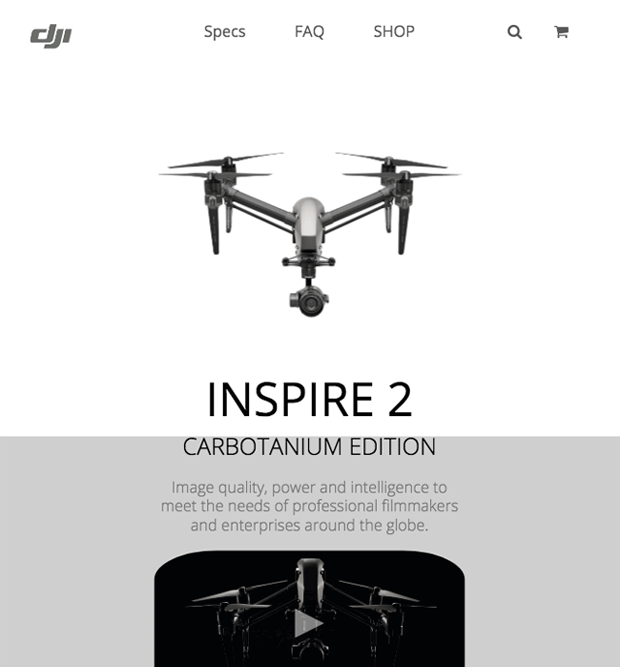 dji
Specs FAQ SHOP
INSPIRE 2
CARBOTANIUM EDITION
Image quality, power and intelligence to
meet the needs of professional filmmakers
and enterprises around the globe.